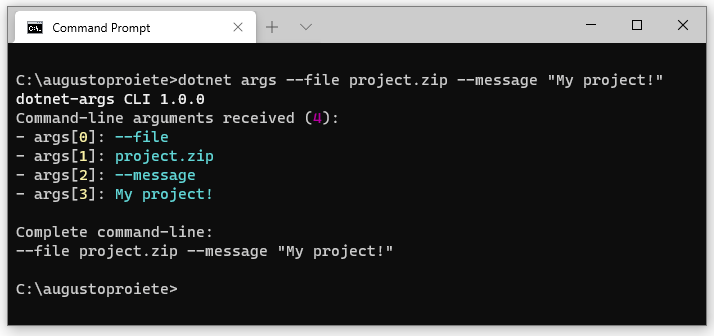 Command Prompt
C:\augustoproiete>dotnet args --file project.zip --message "My project!"
dotnet-args CLI 1.0.0
Command-line arguments received (4):
- args[0]: --file
- args[1]: project.zip
- args[2]: --message
- args[3]: My project!
Complete command-line:
--file project.zip --message "My project!"
C:\augustoproiete>